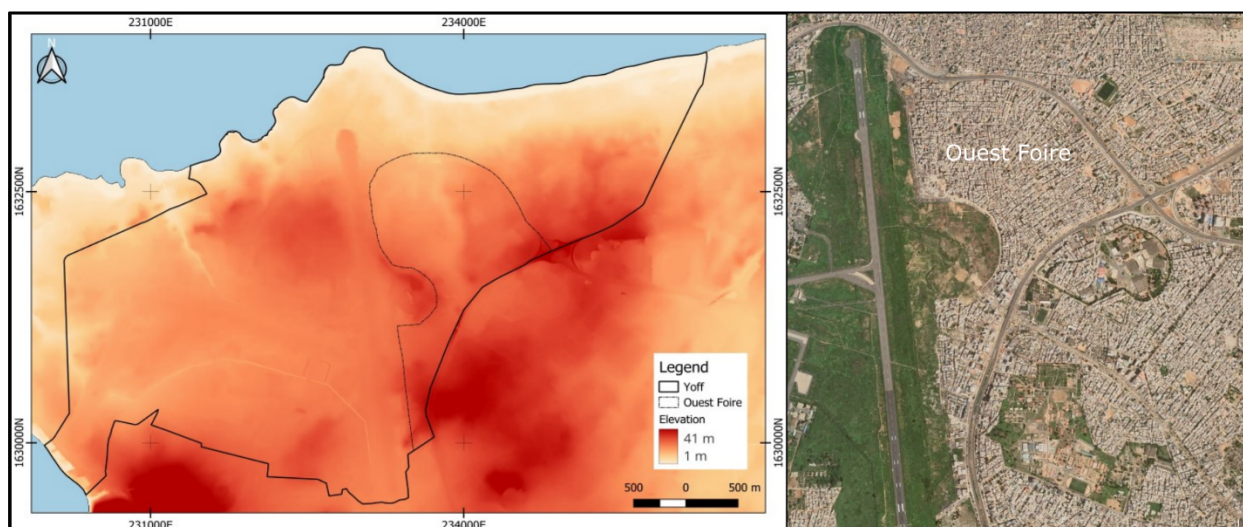 231000E
234000E
N
1632500N
1632500N
1630000N
1630000N
Legend
Yoff
Ouest Foire
Elevation
41 m
1 m
500
0
500 m
231000E
234000E
Ouest Foire